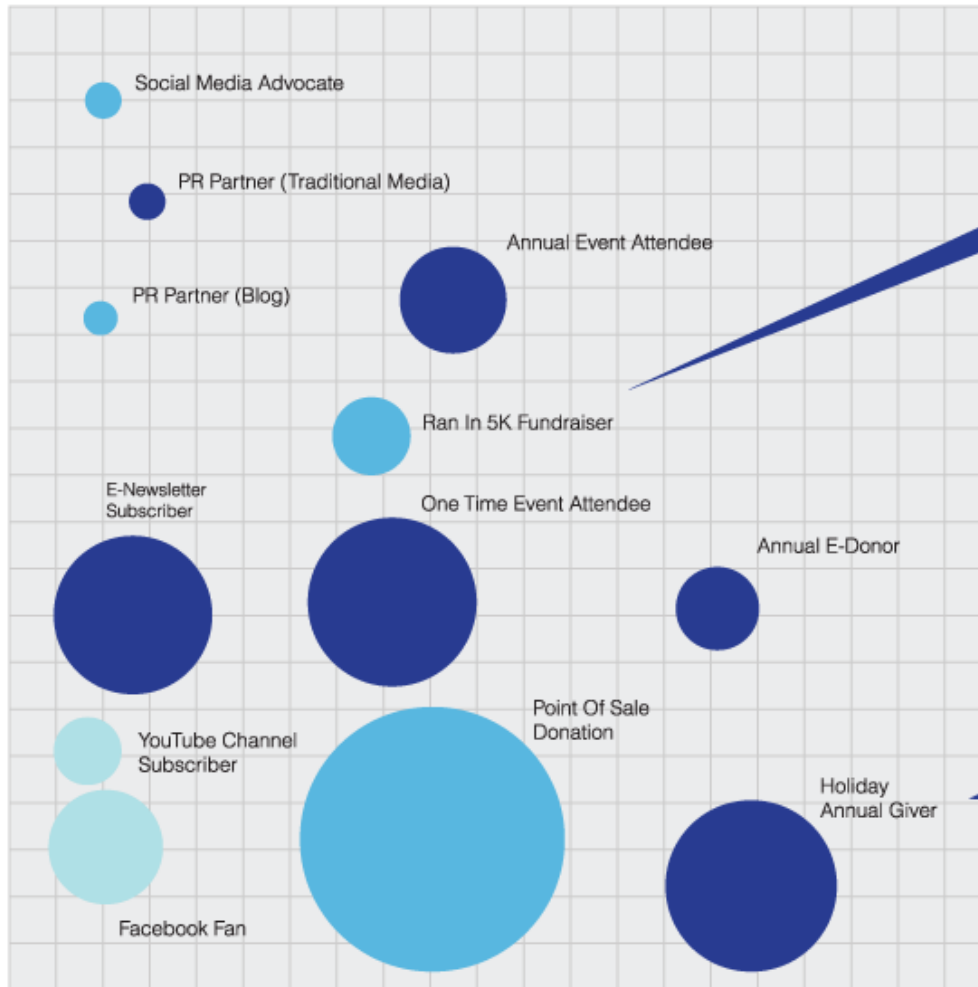 Social Media Advocate
PR Partner (Traditional Media)
Annual Event Attendee
PR Partner (Blog)
Ran In 5K Fundraiser
E-Newsletter
Subscriber
One Time Event Attendee
Annual E-Donor
Point Of Sale
Donation
YouTube Channel
Subscriber
Holiday
Annual Giver
Facebook Fan